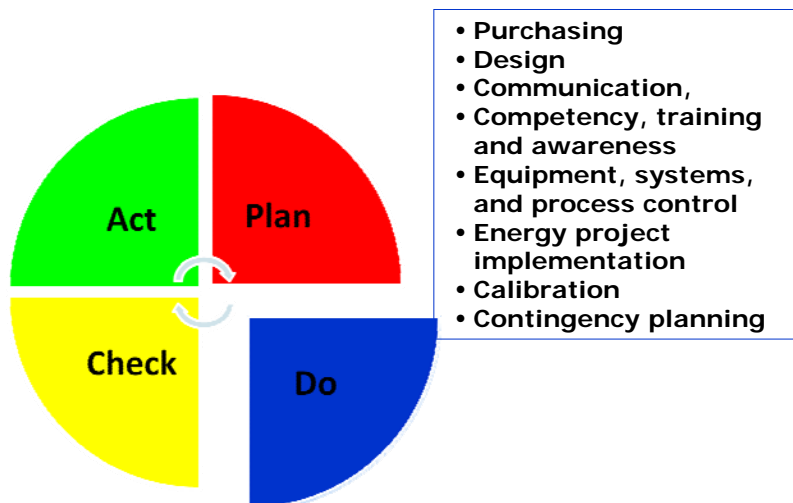 • Purchasing
• Design
• Communication,
• Competency, training
and awareness
• Equipment, systems,
and process control
• Energy project
implementation
• Calibration
• Contingency planning
Act
Plan
Check
Do